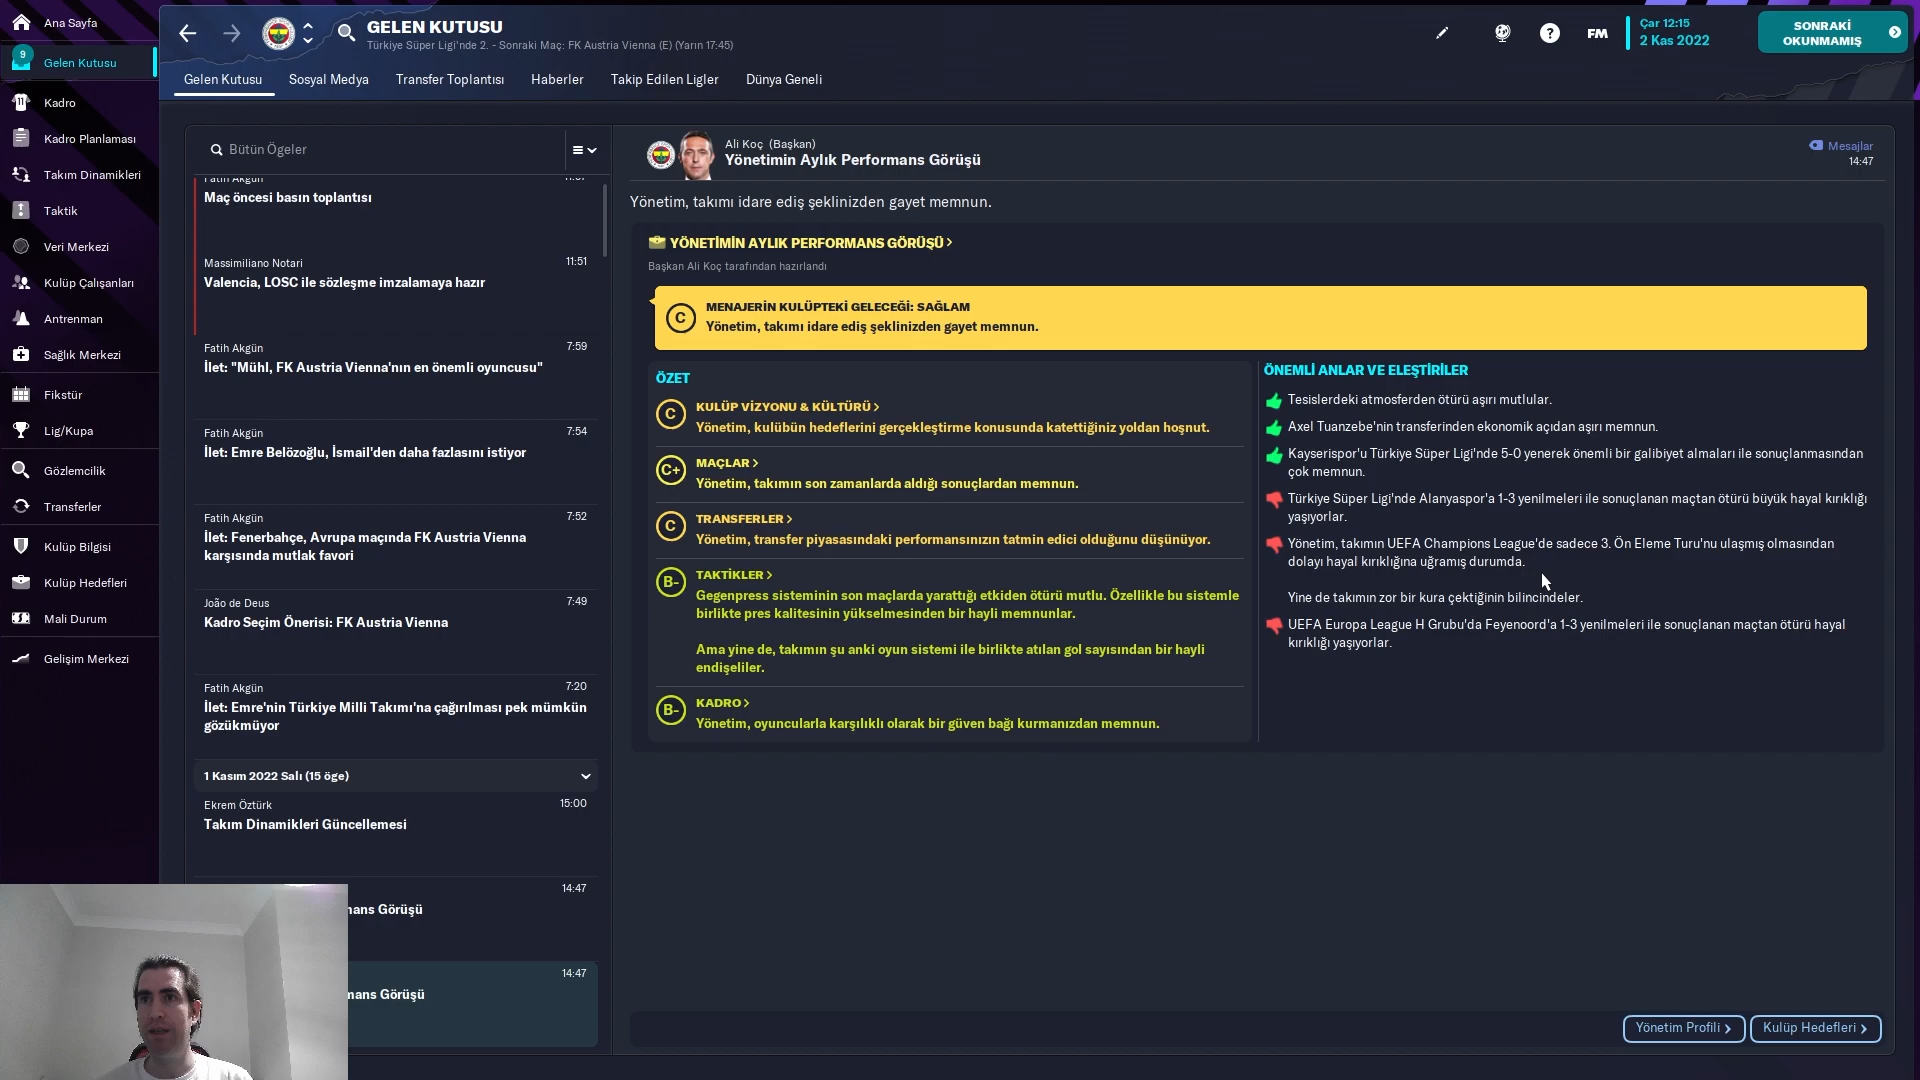 Ana Sayfa
9
Gelen Kutusu
Kadro
Kadro Planlaması
Takım Dinamikleri
Taktik
Veri Merkezi
Kulüp Çalışanları
Antrenman
Sağlık Merkezi
Fikstür
Lig/Kupa
Gözlemcilik
Transferler
Kulüp Bilgisi
Kulüp Hedefleri
Mali Durum
Gelişim Merkezi
GELEN KUTUSU
Türkiye Süper Lig'inde 2. - Sonraki Maç: FK Austria Vienna (E) (Yarın 17:45)
FM
Çar 12:15
2 Kas 2022
SONRAKİ
OKUNMAMIŞ
Gelen Kutusu
Sosyal Medya
Transfer Toplantısı
Haberler
Takip Edilen Ligler
Dünya Geneli
Bütün Ögeler
Fatih Akgün
Maç öncesi basın toplantısı
Massimiliano Notari 11:51
Valencia, LOSC ile sözleşme imzalamaya hazır
Fatih Akgün 7:59
İlet: "Mühl, FK Austria Vienna'nın en önemli oyuncusu"
Fatih Akgün 7:54
İlet: Emre Belözoğlu, İsmail'den daha fazlasını istiyor
Fatih Akgün 7:52
İlet: Fenerbahçe, Avrupa maçında FK Austria Vienna
karşısında mutlak favori
João de Deus 7:49
Kadro Seçim Önerisi: FK Austria Vienna
Fatih Akgün 7:20
İlet: Emre'nin Türkiye Milli Takımı'na çağırılması pek mümkün
gözükmüyor
1 Kasım 2022 Salı (15 öge)
Ekrem Öztürk 15:00
Takım Dinamikleri Güncellemesi
14:47
mans Görüşü
14:47
mans Görüşü
Ali Koç (Başkan)
Yönetimin Aylık Performans Görüşü
Mesajlar
14:47
Yönetim, takımı idare ediş şeklinizden gayet memnun.
YÖNETİMİN AYLIK PERFORMANS GÖRÜŞÜ
Başkan Ali Koç tarafından hazırlandı
C
MENAJERİN KULÜPTEKİ GELECEĞİ: SAĞLAM
Yönetim, takımı idare ediş şeklinizden gayet memnun.
ÖZET
C
KULÜP VİZYONU & KÜLTÜRÜ
Yönetim, kulübün hedeflerini gerçekleştirme konusunda katettiğiniz yoldan hoşnut.
C+
MAÇLAR
Yönetim, takımın son zamanlarda aldığı sonuçlardan memnun.
C
TRANSFERLER
Yönetim, transfer piyasasındaki performansınızın tatmin edici olduğunu düşünüyor.
B-
TAKTİKLER
Gegenpress sisteminin son maçlarda yarattığı etkiden ötürü mutlu. Özellikle bu sistemle
birlikte pres kalitesinin yükselmesinden bir hayli memnunlar.
Ama yine de, takımın şu anki oyun sistemi ile birlikte atılan gol sayısından bir hayli
endişeliler.
B-
KADRO
Yönetim, oyuncularla karşılıklı olarak bir güven bağı kurmanızdan memnun.
ÖNEMLİ ANLAR VE ELEŞTİRİLER
Tesislerdeki atmosferden ötürü aşırı mutlular.
Axel Tuanzebe'nin transferinden ekonomik açıdan aşırı memnun.
Kayserispor'u Türkiye Süper Ligi'nde 5-0 yenerek önemli bir galibiyet almaları ile sonuçlanmasından
çok memnun.
Türkiye Süper Ligi'nde Alanyaspor'a 1-3 yenilmeleri ile sonuçlanan maçtan ötürü büyük hayal kırıklığı
yaşıyorlar.
Yönetim, takımın UEFA Champions League'de sadece 3. Ön Eleme Turu'nu ulaşmış olmasından
dolayı hayal kırıklığına uğramış durumda.
Yine de takımın zor bir kura çektiğinin bilincindeler.
UEFA Europa League H Grubu'da Feyenoord'a 1-3 yenilmeleri ile sonuçlanan maçtan ötürü hayal
kırıklığı yaşıyorlar.
Yönetim Profili
Kulüp Hedefleri